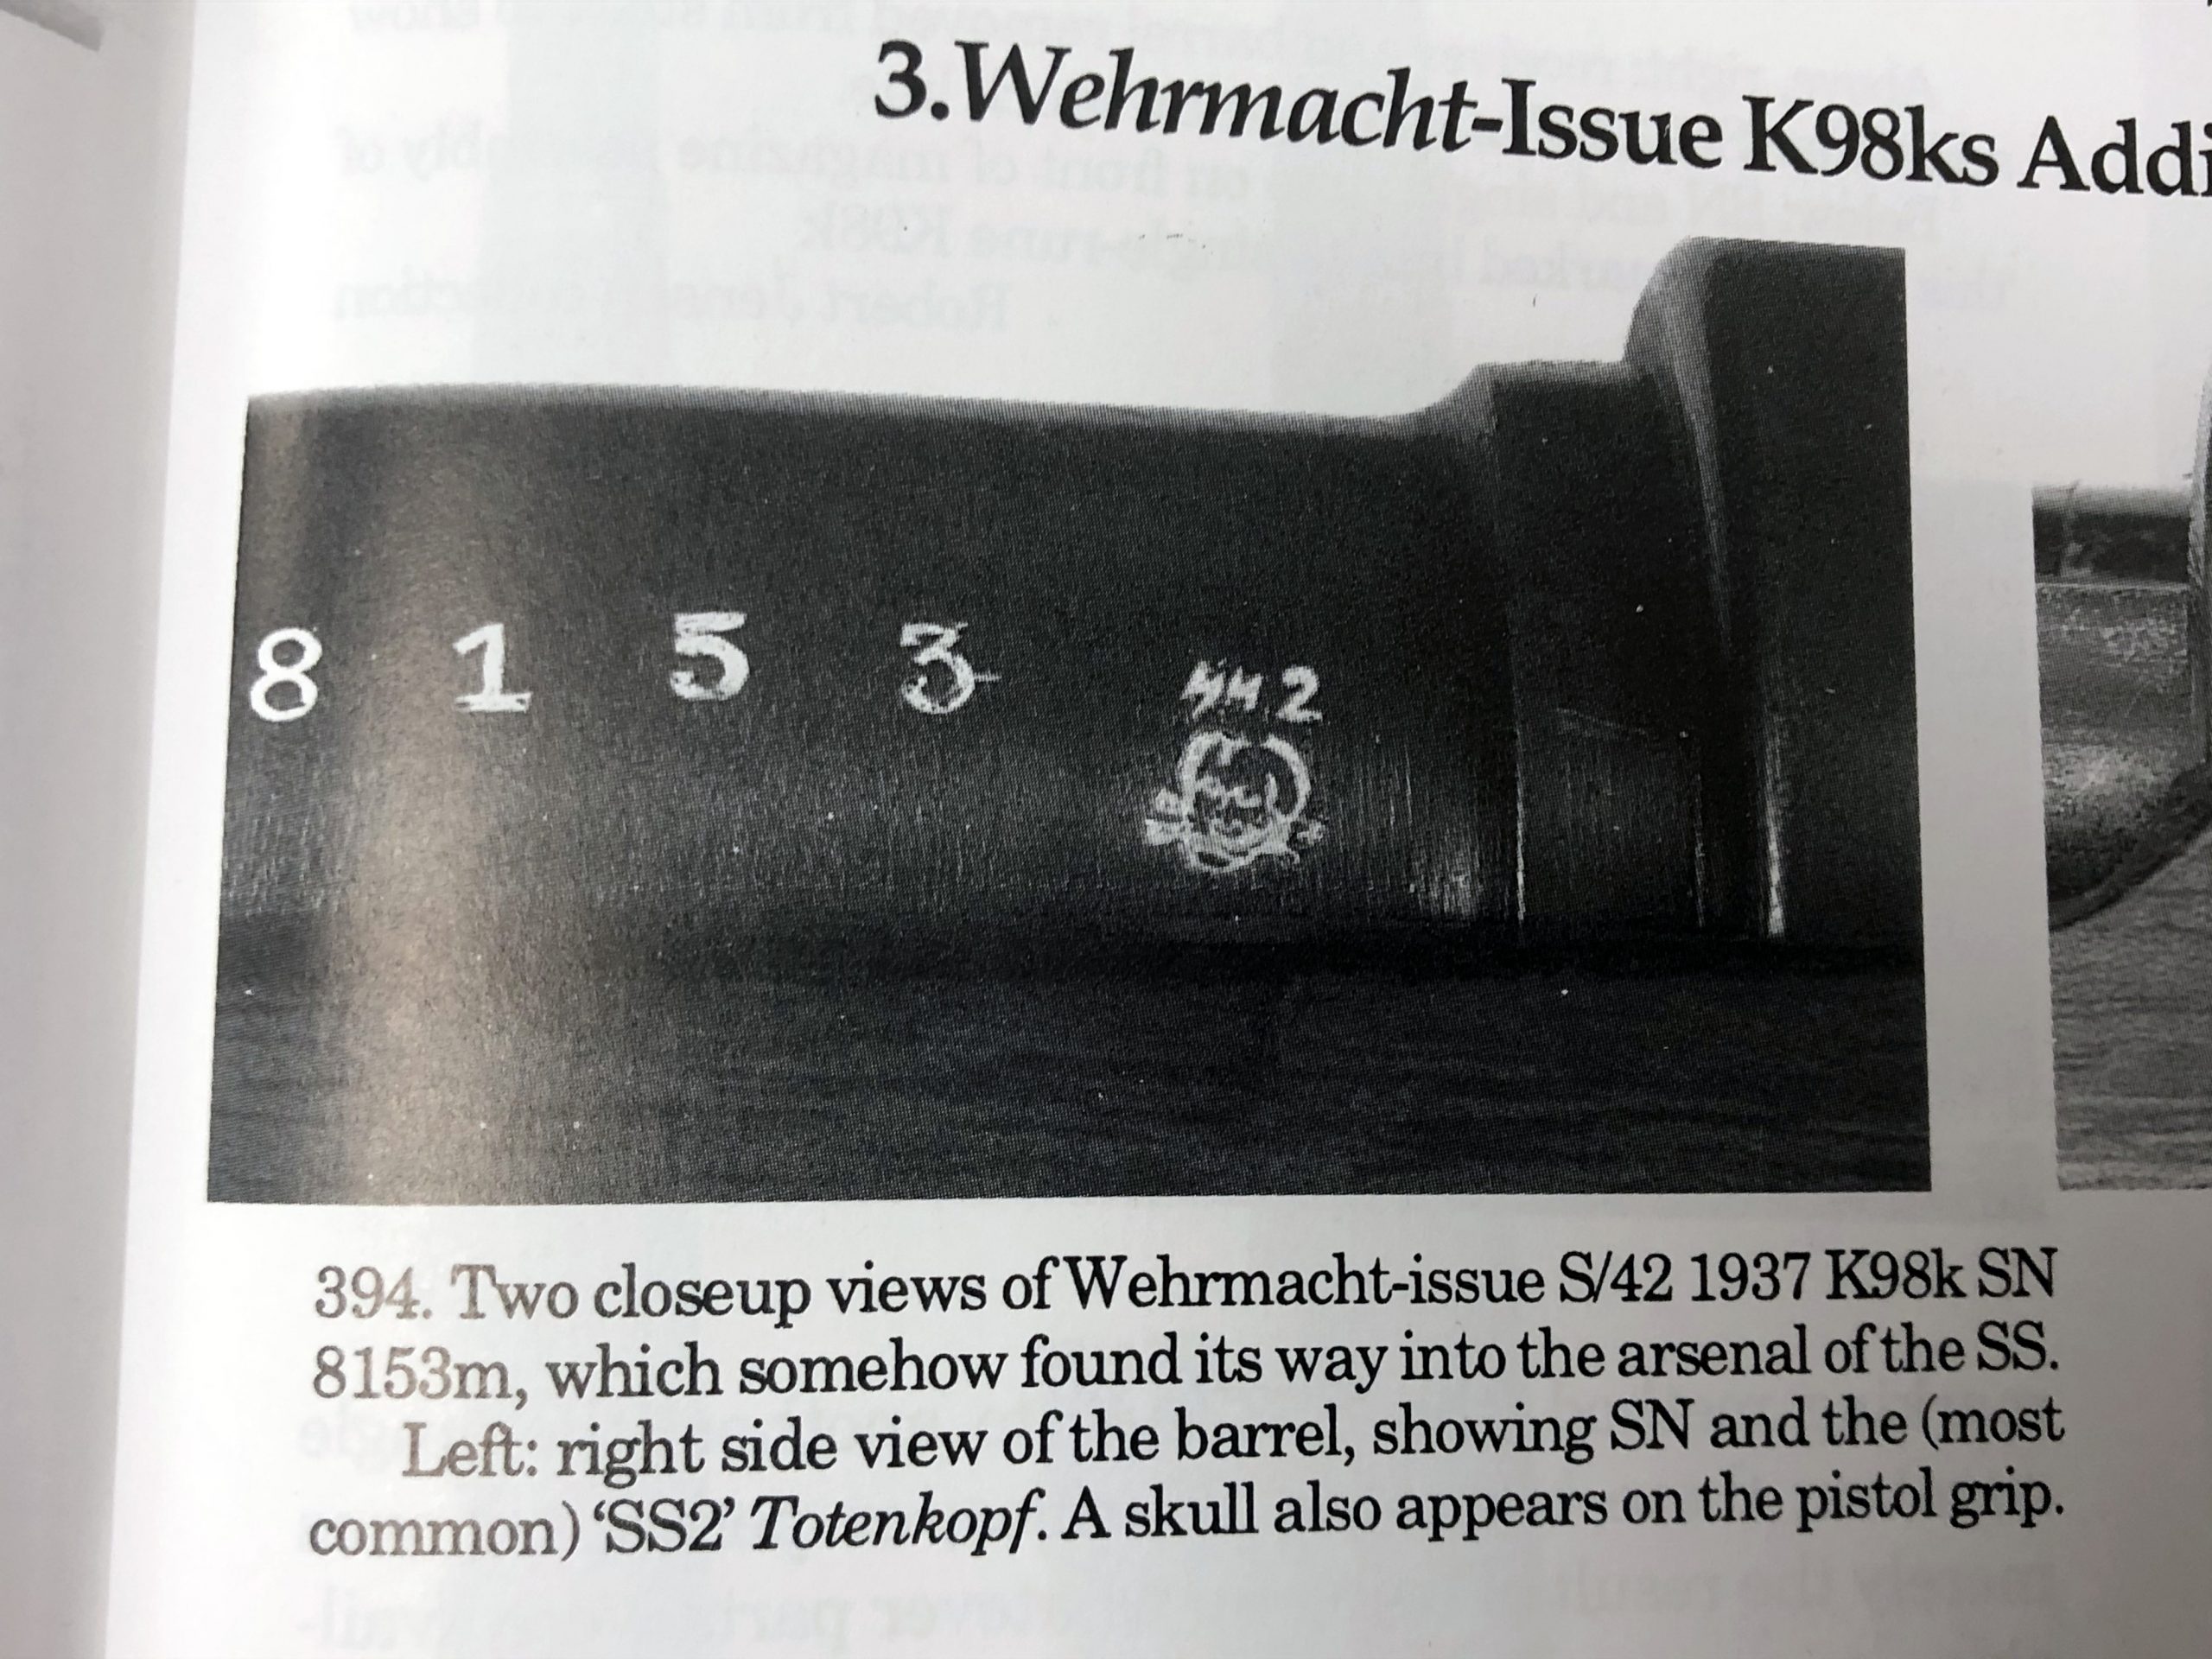 3. Wehrmacht-Issue K98ks Addi
8 1 5 3
2
394. Two closeup views of Wehrmacht-issue S/42 1937 K98k SN
8153m, which somehow found its way into the arsenal of the SS.
Left: right side view of the barrel, showing SN and the (most
common) ‘SS2’ Totenkopf. A skull also appears on the pistol grip.